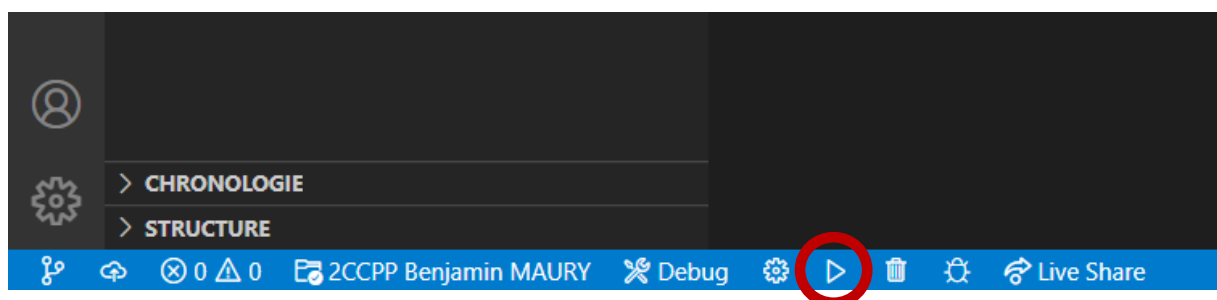 CHRONOLOGIE
STRUCTURE
0 0 2CCPP Benjamin MAURY Debug Live Share